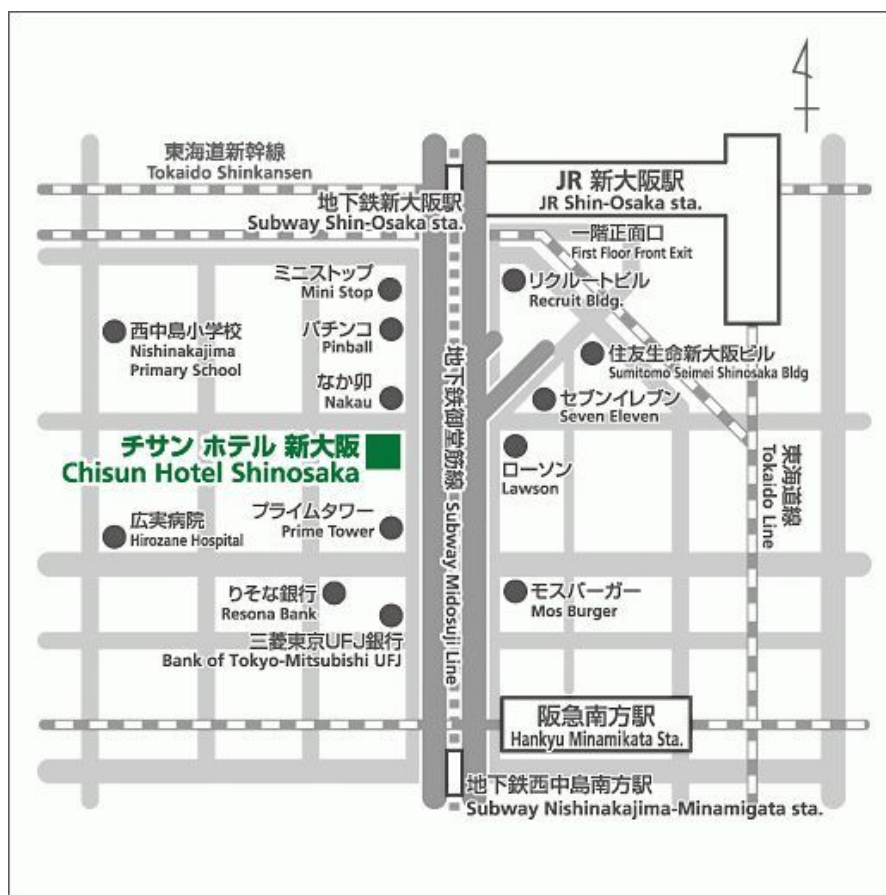 東海道新幹線
Tokaido Shinkansen
地下鉄新大阪駅
Subway Shin-Osaka sta.
JR 新大阪駅
JR Shin-Osaka sta.
一階正面口
First Floor Front Exit
ミニストップ
Mini Stop
リクルートビル
Recruit Bldg.
西中島小学校
Nishinakajima
Primary School
パチンコ
Pinball
住友生命新大阪ビル
Sumitomo Seimei Shinosaka Bldg
なか卯
Nakau
セブンイレブン
Seven Eleven
チサン ホテル 新大阪
Chisun Hotel Shinosaka
地下鉄御堂筋線 Subway Midosuji Line
ローソン
Lawson
東海道線
Tokaido Line
広実病院
Hirozane Hospital
プライムタワー
Prime Tower
りそな銀行
Resona Bank
モスバーガー
Mos Burger
三菱東京UFJ銀行
Bank of Tokyo-Mitsubishi UFJ
阪急南方駅
Hankyu Minamikata Sta.
地下鉄西中島南方駅
Subway Nishinakajima-Minamigata sta.